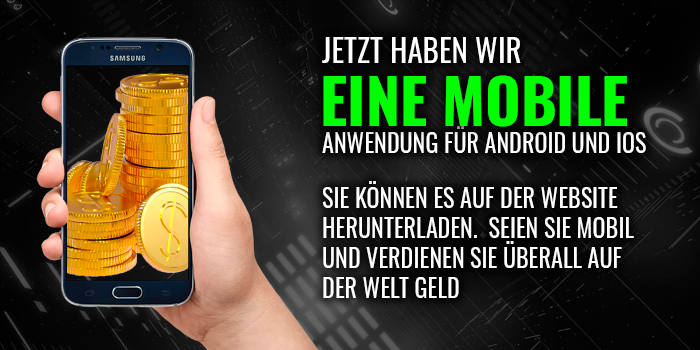 SAMSUNG
JETZT HABEN WIR
EINE MOBILE
ANWENDUNG FÜR ANDROID UND IOS
SIE KÖNNEN ES AUF DER WEBSITE
HERUNTERLADEN. SEIEN SIE MOBIL
UND VERDIENEN SIE ÜBERALL AUF
DER WELT GELD